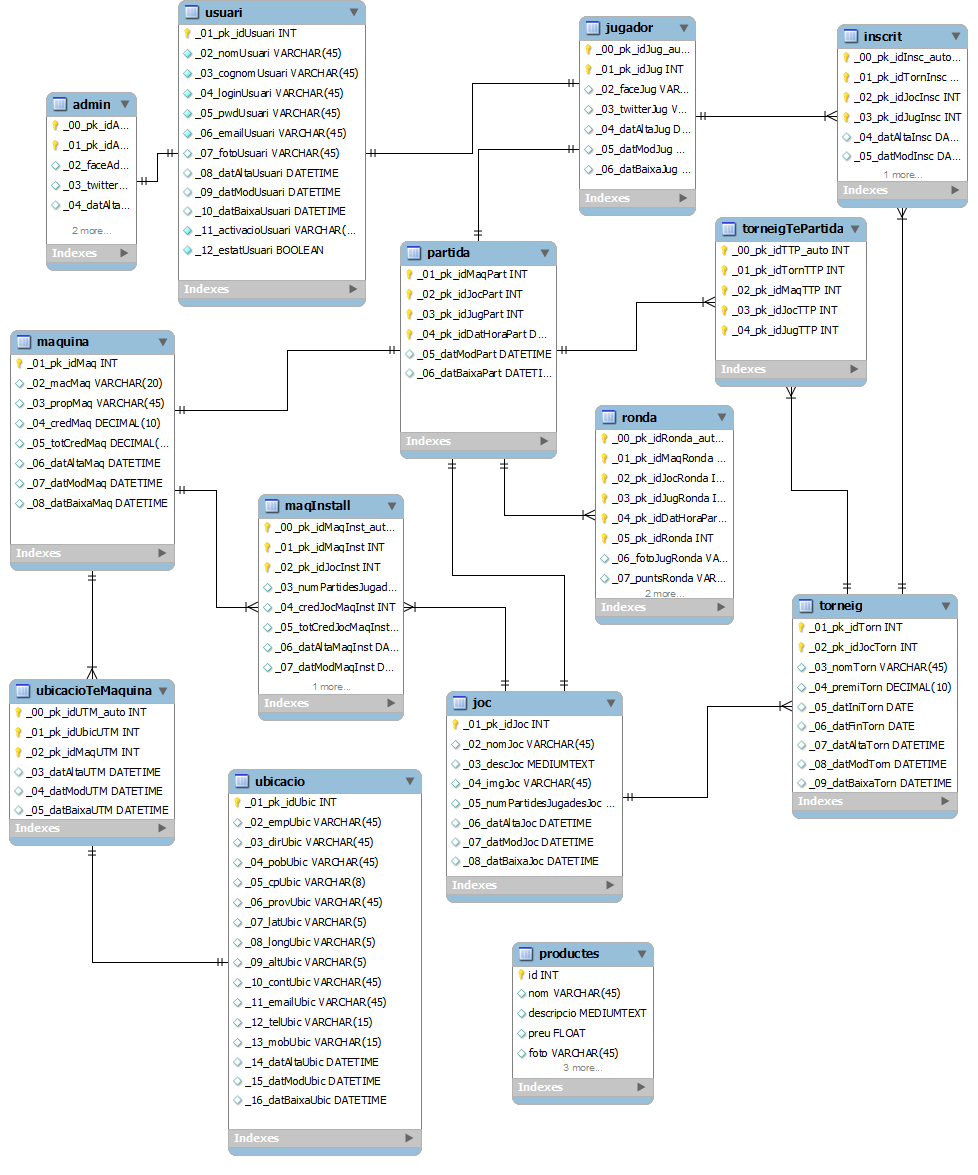 usuari
_01_pk_idUsuari INT
_02_nomUsuari VARCHAR(45)
_03_cognomUsuari VARCHAR(45)
_04_loginUsuari VARCHAR(45)
_05_pwdUsuari VARCHAR(45)
_06_emailUsuari VARCHAR(45)
_07_fotoUsuari VARCHAR(45)
_08_datAltaUsuari DATETIME
_09_datModUsuari DATETIME
_10_datBaixaUsuari DATETIME
_11_activacioUsuari VARCHAR(...
_12_estatUsuari BOOLEAN
Indexes
jugador
_00_pk_idJug_au...
_01_pk_idJug INT
_02_faceJug VAR...
_03_twitterJug V...
_04_datAltaJug D...
_05_datModJug ...
_06_datBaixaJug ...
Indexes
inscrit
_00_pk_idInsc_auto...
_01_pk_idTornInsc ...
_02_pk_idJocInsc INT
_03_pk_idJugInsc INT
_04_datAltaInsc DA...
_05_datModInsc DA...
1 more...
Indexes
admin
_00_pk_idA...
_01_pk_idA...
_02_faceAd...
_03_twitter...
_04_datAlta...
2 more...
Indexes
torneigTePartida
_00_pk_idTTP_auto INT
_01_pk_idTornTTP INT
_02_pk_idMaqTTP INT
_03_pk_idJocTTP INT
_04_pk_idJugTTP INT
Indexes
partida
_01_pk_idMaqPart INT
_02_pk_idJocPart INT
_03_pk_idJugPart INT
_04_pk_idDatHoraPart D...
_05_datModPart DATETIME
_06_datBaixaPart DATETI...
Indexes
maquina
_01_pk_idMaq INT
_02_macMaq VARCHAR(20)
_03_propMaq VARCHAR(45)
_04_credMaq DECIMAL(10)
_05_totCredMaq DECIMAL(...
_06_datAltaMaq DATETIME
_07_datModMaq DATETIME
_08_datBaixaMaq DATETIME
Indexes
ronda
_00_pk_idRonda_auto...
_01_pk_idMaqRonda ...
_02_pk_idJocRonda I...
_03_pk_idJugRonda I...
_04_pk_idDatHoraPar...
_05_pk_idRonda INT
_06_fotoJugRonda VA...
_07_puntsRonda VAR...
2 more...
Indexes
maqInstall
_00_pk_idMaqInst_aut...
_01_pk_idMaqInst INT
_02_pk_idJocInst INT
_03_numPartidesJugad...
_04_credJocMaqInst INT
_05_totCredJocMaqInst...
_06_datAltaMaqInst DA...
_07_datModMaqInst D...
1 more...
Indexes
torneig
_01_pk_idTorn INT
_02_pk_idJocTorn INT
_03_nomTorn VARCHAR(45)
_04_premiTorn DECIMAL(10)
_05_datIniTorn DATE
_06_datFinTorn DATE
_07_datAltaTorn DATETIME
_08_datModTorn DATETIME
_09_datBaixaTorn DATETIME
Indexes
ubicacioTeMaquina
_00_pk_idUTM_auto INT
_01_pk_idUbicUTM INT
_02_pk_idMaqUTM INT
_03_datAltaUTM DATETIME
_04_datModUTM DATETIME
_05_datBaixaUTM DATETIME
Indexes
joc
_01_pk_idJoc INT
_02_nomJoc VARCHAR(45)
_03_descJoc MEDIUMTEXT
_04_imgJoc VARCHAR(45)
_05_numPartidesJugadesJoc ...
_06_datAltaJoc DATETIME
_07_datModJoc DATETIME
_08_datBaixaJoc DATETIME
Indexes
ubicacio
_01_pk_idUbic INT
_02_empUbic VARCHAR(45)
_03_dirUbic VARCHAR(45)
_04_pobUbic VARCHAR(45)
_05_cpUbic VARCHAR(8)
_06_provUbic VARCHAR(45)
_07_latUbic VARCHAR(5)
_08_longUbic VARCHAR(5)
_09_altUbic VARCHAR(5)
_10_contUbic VARCHAR(45)
_11_emailUbic VARCHAR(45)
_12_telUbic VARCHAR(15)
_13_mobUbic VARCHAR(15)
_14_datAltaUbic DATETIME
_15_datModUbic DATETIME
_16_datBaixaUbic DATETIME
Indexes
productes
id INT
nom VARCHAR(45)
descripcio MEDIUMTEXT
preu FLOAT
foto VARCHAR(45)
3 more...
Indexes